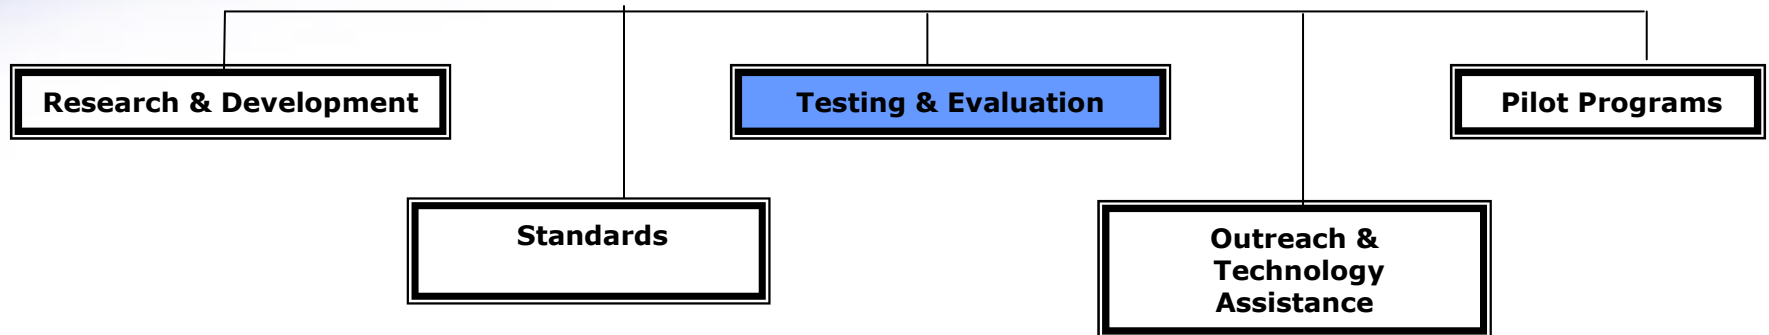 Research & Development
Testing & Evaluation
Pilot Programs
Standards
Outreach &
Technology
Assistance